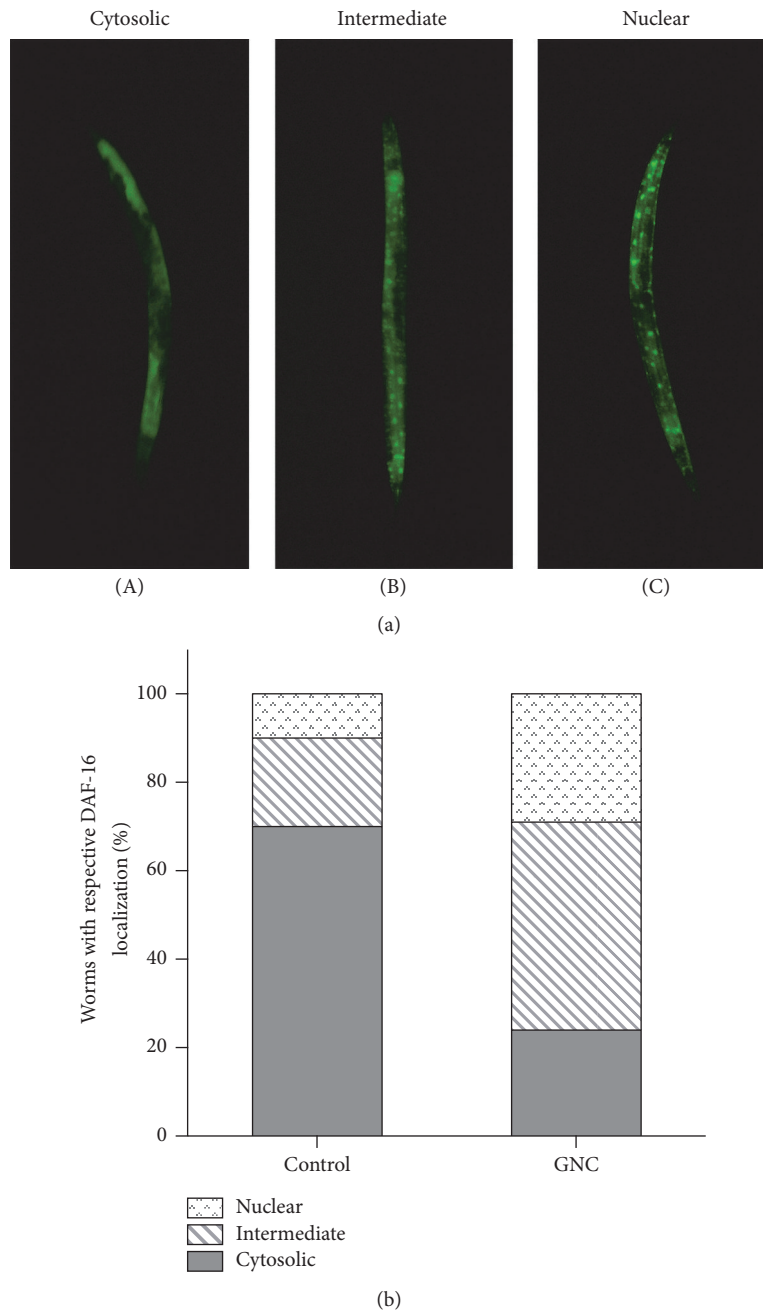 Cytosolic
Intermediate
Nuclear
(A)
(B)
(C)
(a)
100
80
60
40
20
0
Worms with respective DAF-16
localization (%)
Control
GNC
Nuclear
Intermediate
Cytosolic
(b)